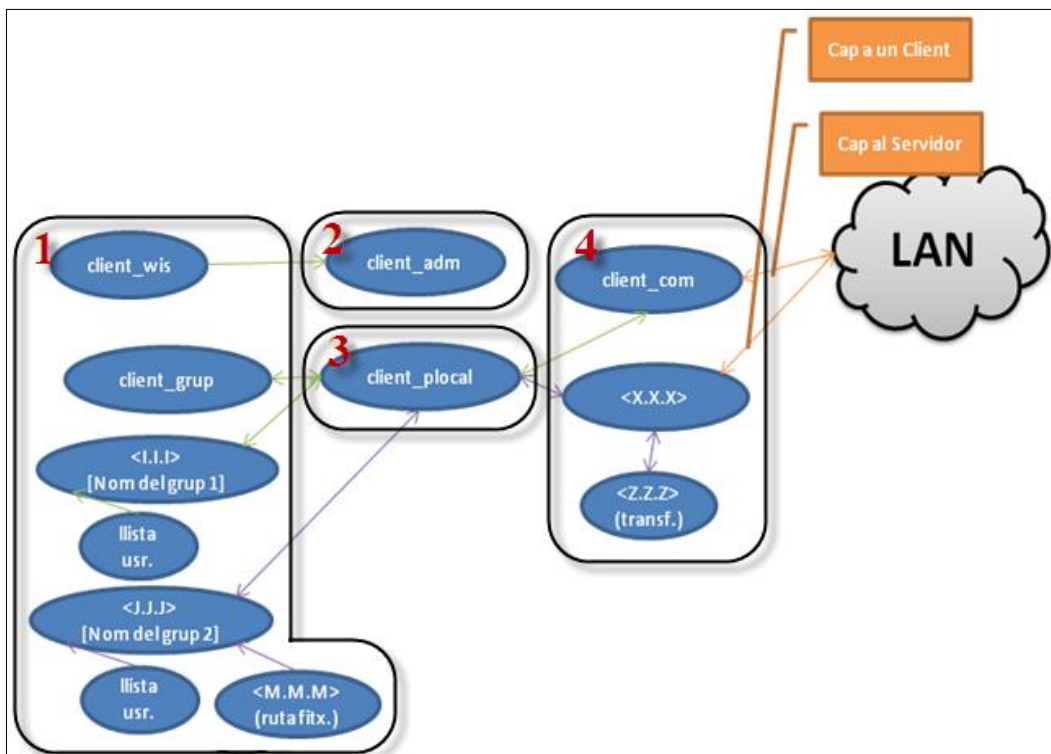 Cap a un Client
Cap al Servidor
LAN
1
client_wis
client_grup
<I.I.I>
[Nom del grup 1]
llista
usr.
<J.J.J>
[Nom del grup 2]
llista
usr.
<M.M.M>
(ruta fitx.)
2
client_adm
3
client_plocal
4
client_com
<X.X.X>
<Z.Z.Z>
(transf.)